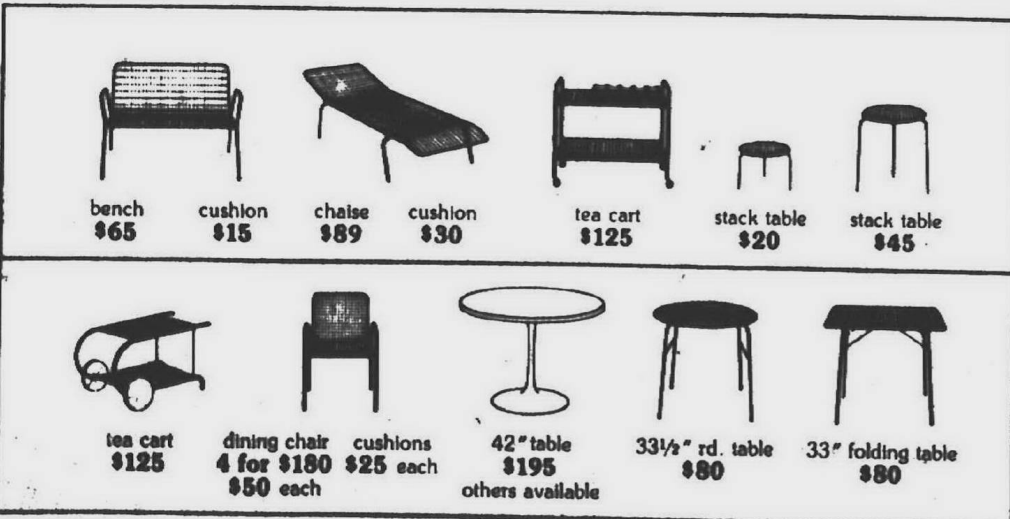 bench
$65
cushion
$15
chaise
$89
cushion
$30
tea cart
$125
stack table
$20
stack table
$45
tea cart
$125
dining chair
4 for $180
$50 each
cushions
$25 each
42" table
$195
others available
33½" rd. table
$80
33" folding table
$80